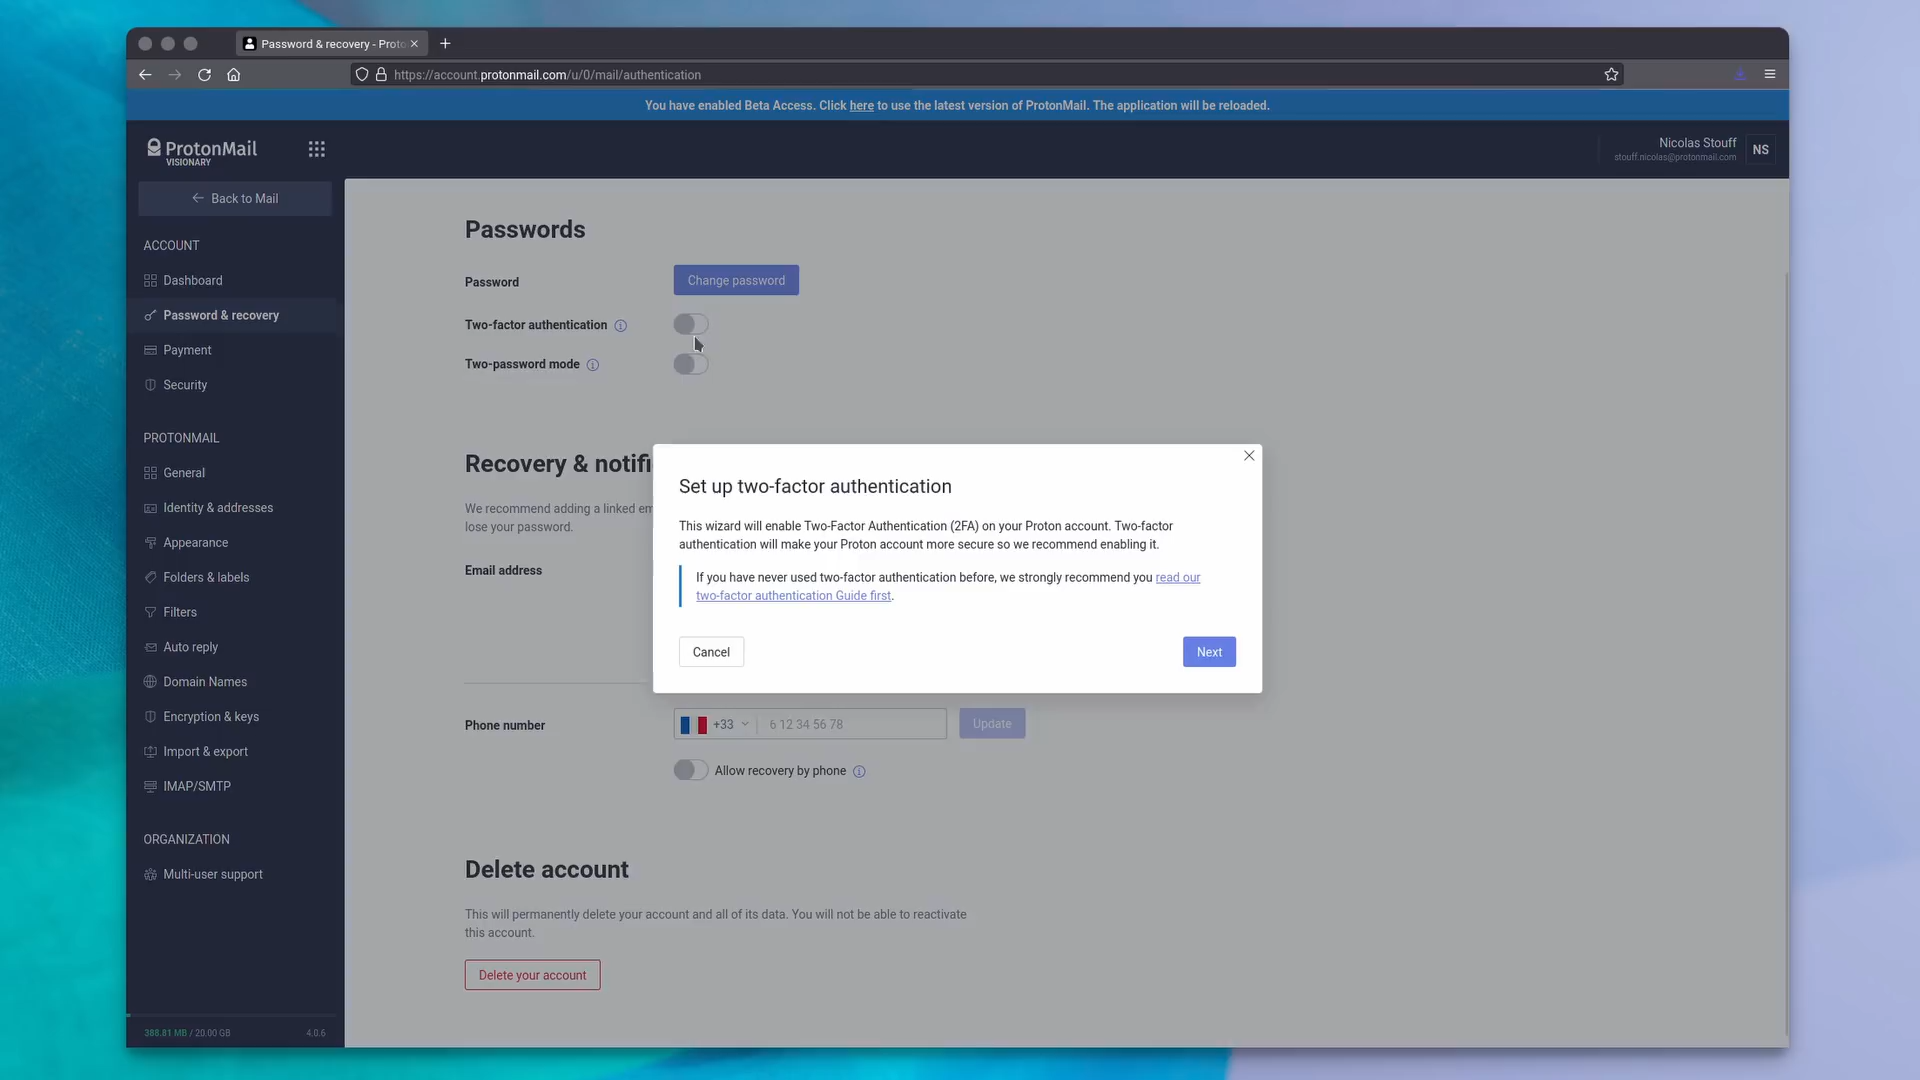 Password & recovery - Proto
https://account.protonmail.com/u/0/mail/authentication
You have enabled Beta Access. Click here to use the latest version of ProtonMail. The application will be reloaded.
ProtonMail
VISIONARY
Nicolas Stouff
stouff.nicolas@protonmail.com
NS
Back to Mail
ACCOUNT
Dashboard
Password & recovery
Payment
Security
PROTONMAIL
General
Identity & addresses
Appearance
Folders & labels
Filters
Auto reply
Domain Names
Encryption & keys
Import & export
IMAP/SMTP
ORGANIZATION
Multi-user support
388.81 MB / 20.00 GB
4.0.6
Passwords
Password
Change password
Two-factor authentication
Two-password mode
Recovery & notifi
We recommend adding a linked em
lose your password.
Email address
Set up two-factor authentication
This wizard will enable Two-Factor Authentication (2FA) on your Proton account. Two-factor
authentication will make your Proton account more secure so we recommend enabling it.
If you have never used two-factor authentication before, we strongly recommend you read our
two-factor authentication Guide first.
Cancel
Next
Phone number
+33
6 12 34 56 78
Update
Allow recovery by phone
Delete account
This will permanently delete your account and all of its data. You will not be able to reactivate
this account.
Delete your account